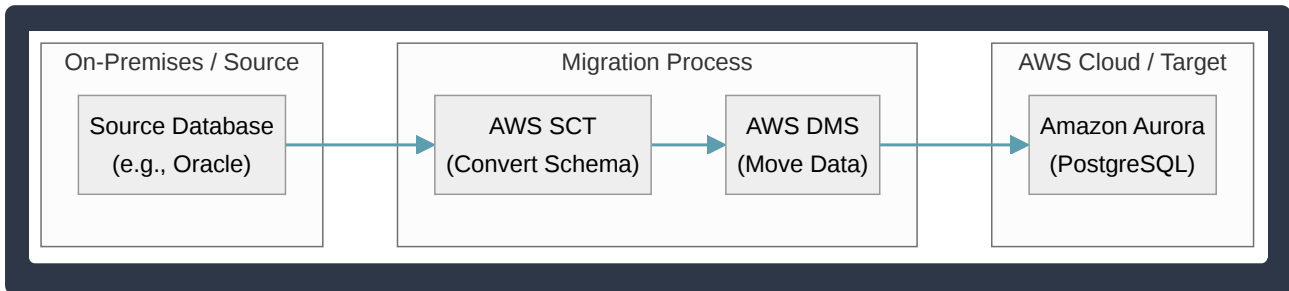 On-Premises / Source
Source Database
(e.g., Oracle)
Migration Process
AWS SCT
(Convert Schema)
AWS DMS
(Move Data)
AWS Cloud / Target
Amazon Aurora
(PostgreSQL)